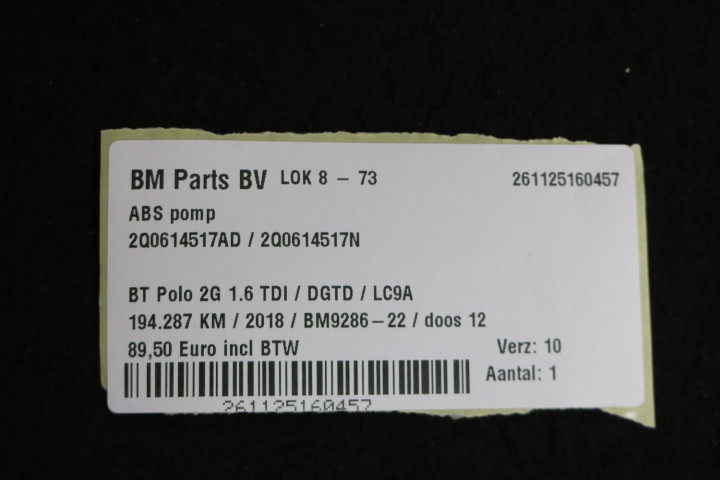 BM Parts BV LOK 8 - 73 261125160457
ABS pomp
2Q0614517AD / 2Q0614517N
BT Polo 2G 1.6 TDI / DGTD / LC9A
194.287 KM / 2018 / BM9286-22 / doos 12
89,50 Euro incl BTW Verz: 10
Aantal: 1
261125160457